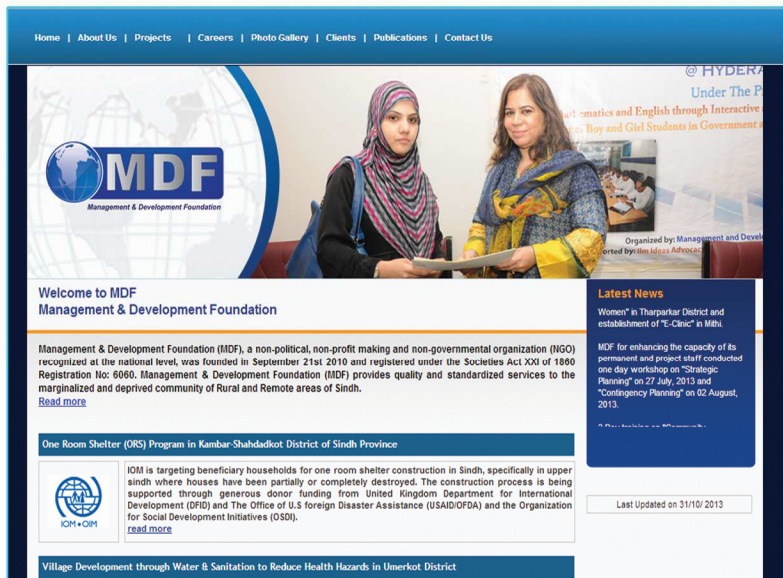 Home | About Us | Projects | Careers | Photo Gallery | Clients | Publications | Contact Us
@ HYDERA
Under The P
ematics and English through Interactive
Boy and Girl Students in Government a
MDF
Management & Development Foundation
Organized by: Management and Devel
orted by: Ilm Ideas Advocac
Welcome to MDF
Management & Development Foundation
Management & Development Foundation (MDF), a non-political, non-profit making and non-governmental organization (NGO)
recognized at the national level, was founded in September 21st 2010 and registered under the Societies Act XXI of 1860
Registration No: 6060. Management & Development Foundation (MDF) provides quality and standardized services to the
marginalized and deprived community of Rural and Remote areas of Sindh.
Read more
Latest News
Women" in Tharparkar District and
establishment of "E-Clinic" in Mithi.
MDF for enhancing the capacity of its
permanent and project staff conducted
one day workshop on "Strategic
Planning" on 27 July, 2013 and
"Contingency Planning" on 02 August,
2013.
One Room Shelter (ORS) Program in Kambar-Shahdadkot District of Sindh Province
IOM • OIM
IOM is targeting beneficiary households for one room shelter construction in Sindh, specifically in upper
sindh where houses have been partially or completely destroyed. The construction process is being
supported through generous donor funding from United Kingdom Department for International
Development (DFID) and The Office of U.S foreign Disaster Assistance (USAID/OFDA) and the Organization
for Social Development Initiatives (OSDI).
read more
Last Updated on 31/10/ 2013
Village Development through Water & Sanitation to Reduce Health Hazards in Umerkot District